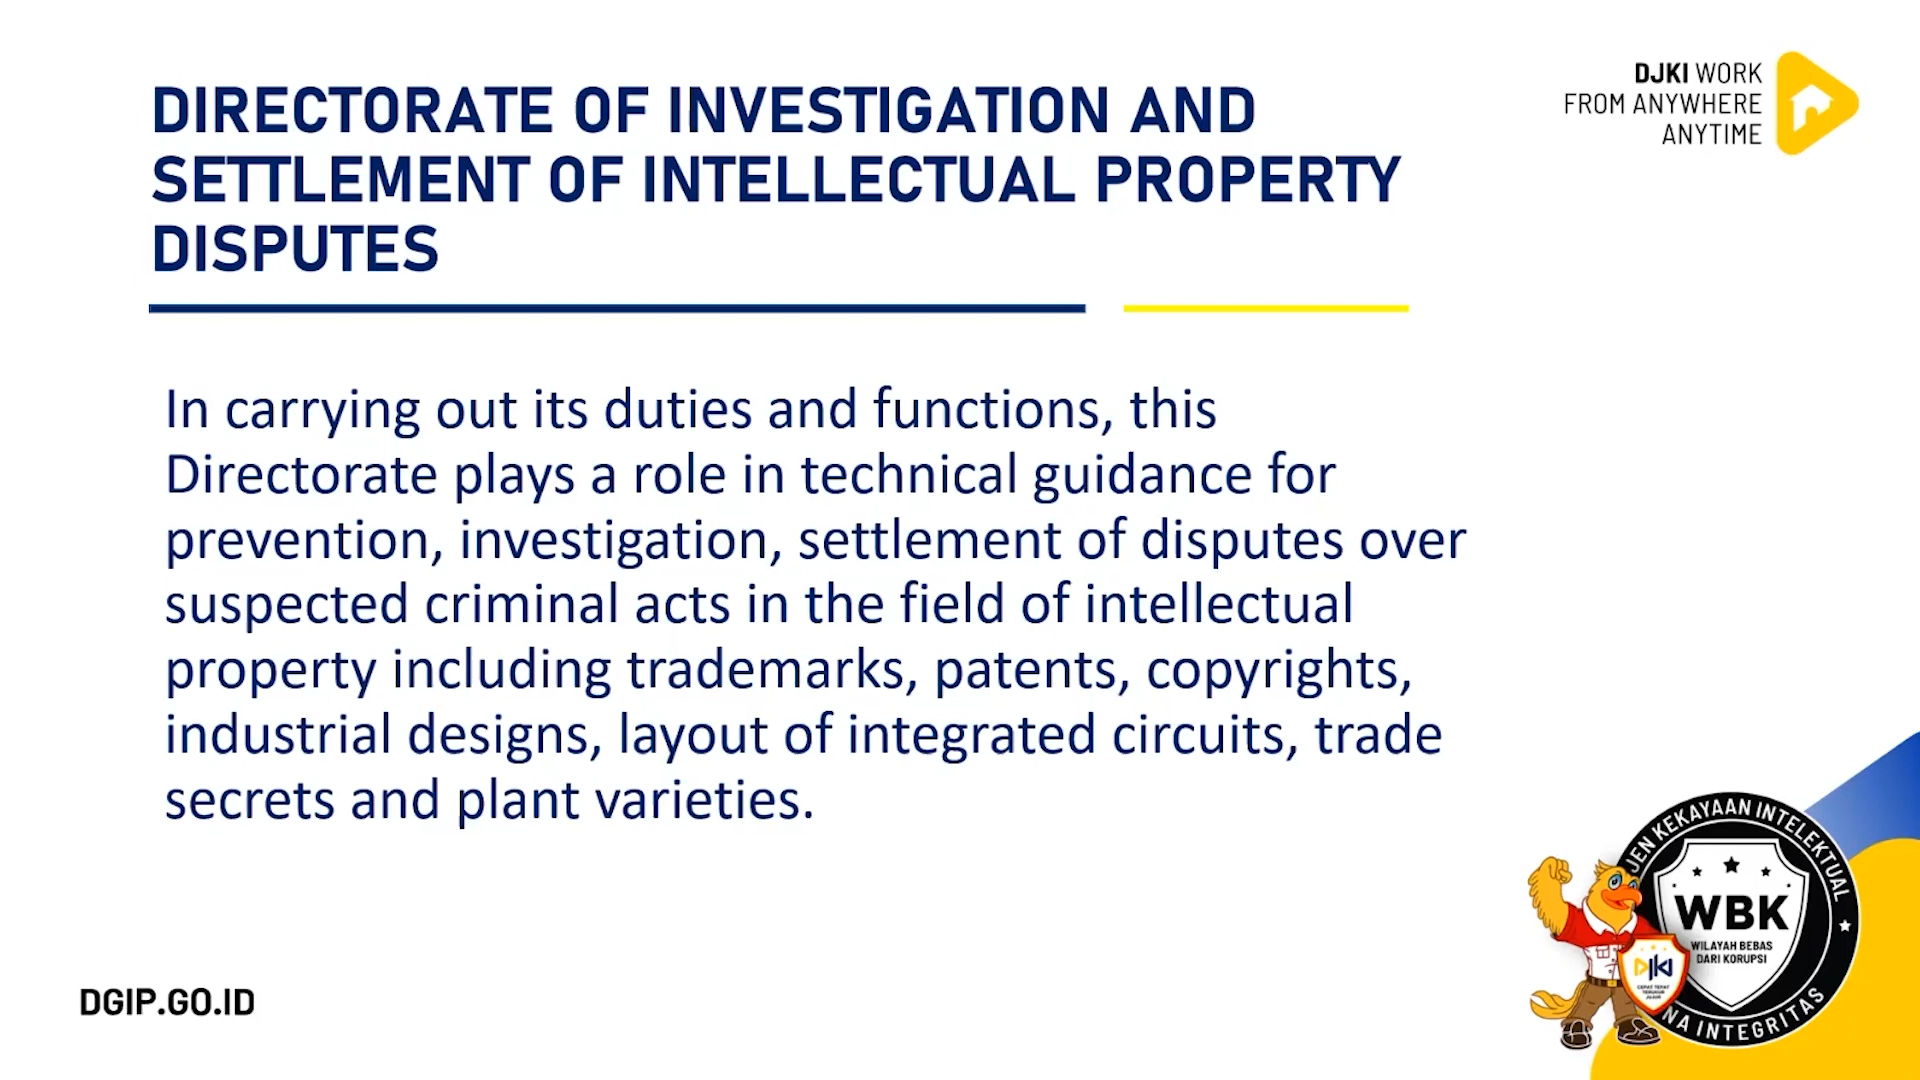 DJKI WORK
FROM ANYWHERE
ANYTIME
DIRECTORATE OF INVESTIGATION AND
SETTLEMENT OF INTELLECTUAL PROPERTY
DISPUTES
In carrying out its duties and functions, this
Directorate plays a role in technical guidance for
prevention, investigation, settlement of disputes over
suspected criminal acts in the field of intellectual
property including trademarks, patents, copyrights,
industrial designs, layout of integrated circuits, trade
secrets and plant varieties.
JEN KEKAYAAN INTELEKTUAL
WBK
WILAYAH BEBAS
DARI KORUPSI
NA INTEGRITAS
DJKI
CEPAT TEPAT
DGIP.GO.ID